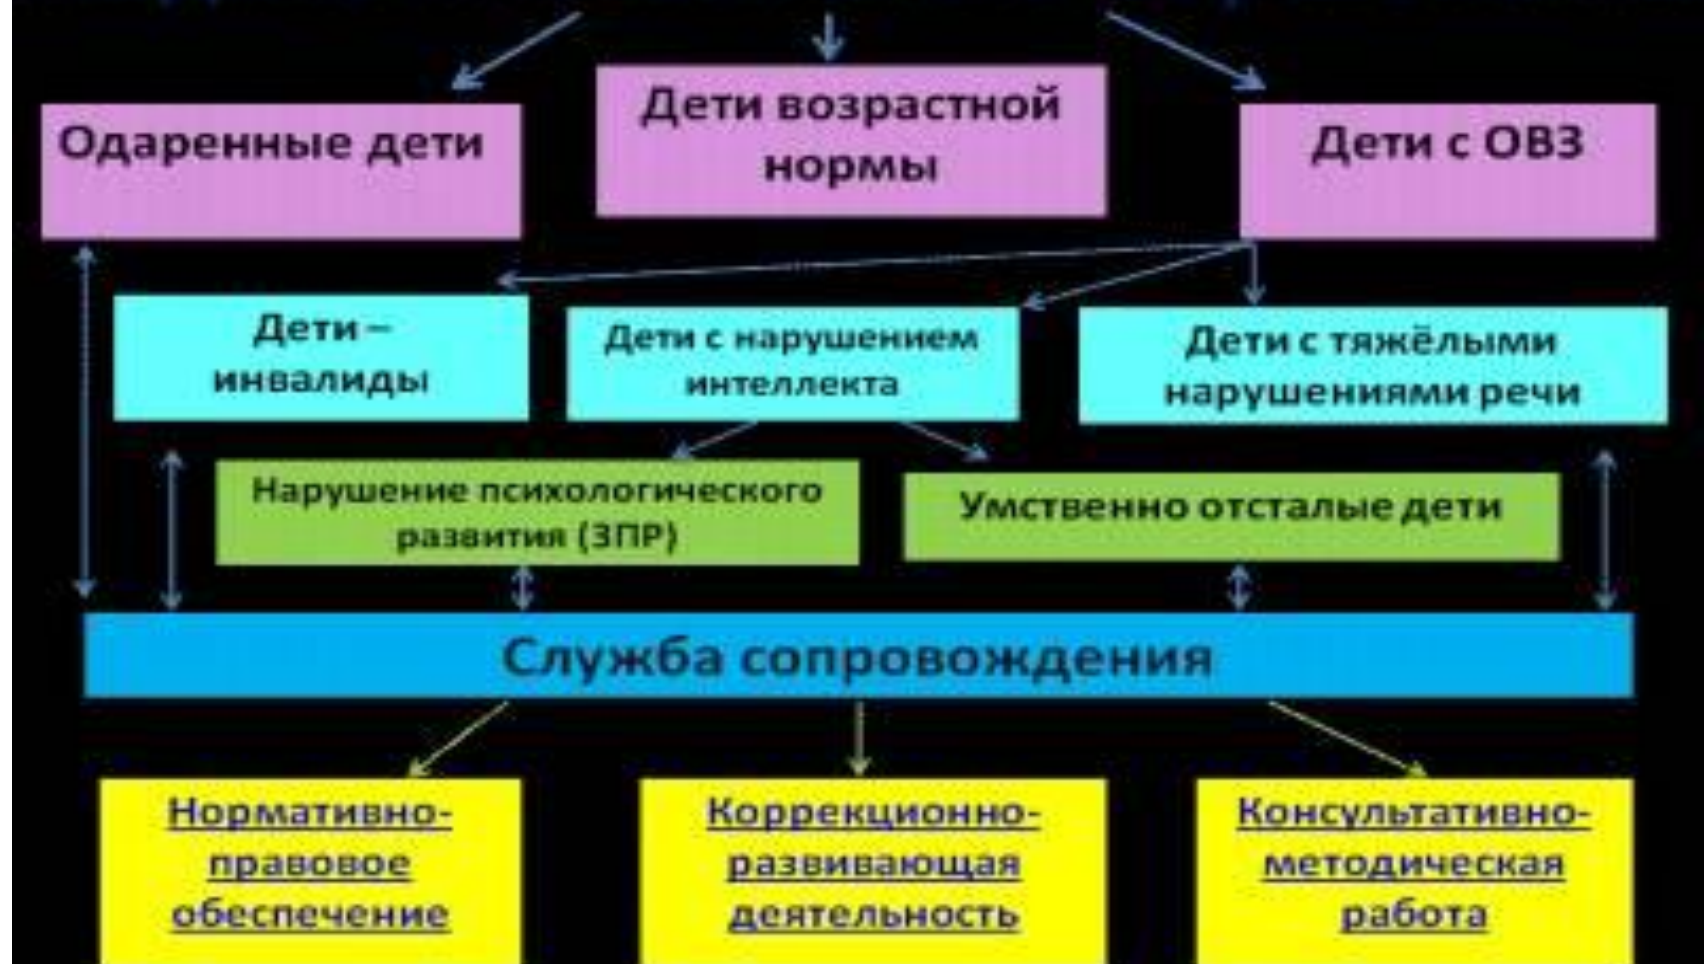 Одаренные дети
Дети возрастной
нормы
Дети с ОВЗ
Дети –
инвалиды
Дети с нарушением
интеллекта
Дети с тяжёлыми
нарушениями речи
Нарушение психологического
развития (ЗПР)
Умственно отсталые дети
Служба сопровождения
Нормативно-
правовое
обеспечение
Коррекционно-
развивающая
деятельность
Консультативно-
методическая
работа